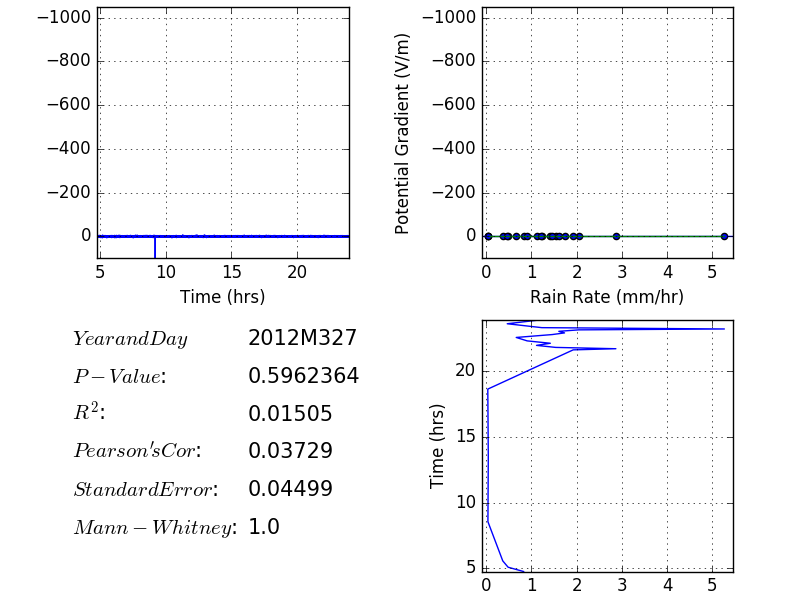 −1000
−800
−600
−400
−200
0
5 10 15 20
Time (hrs)
Potential Gradient (V/m)
−1000
−800
−600
−400
−200
0
0 1 2 3 4 5
Rain Rate (mm/hr)
YearandDay 2012M327
P−Value: 0.5962364
R²: 0.01505
Pearson'sCor: 0.03729
StandardError: 0.04499
Mann−Whitney: 1.0
Time (hrs)
20
15
10
5
0 1 2 3 4 5